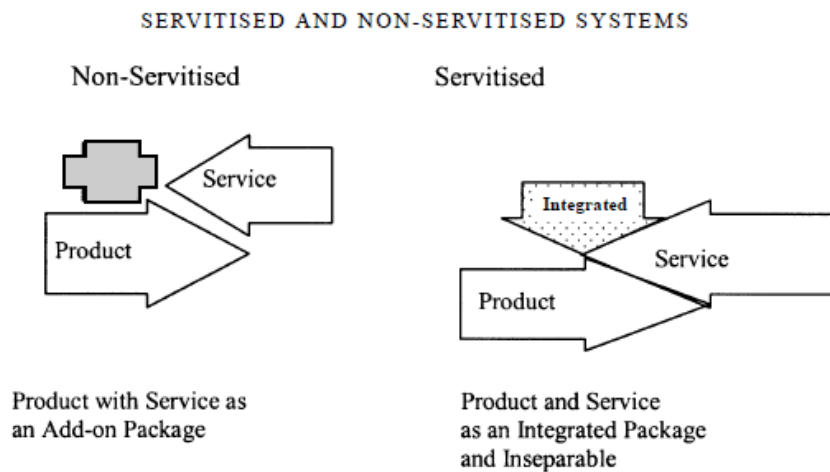 SERVITISED AND NON-SERVITISED SYSTEMS
Non-Servitised
Servitised
Service
Product
Integrated
Service
Product
Product with Service as
an Add-on Package
Product and Service
as an Integrated Package
and Inseparable